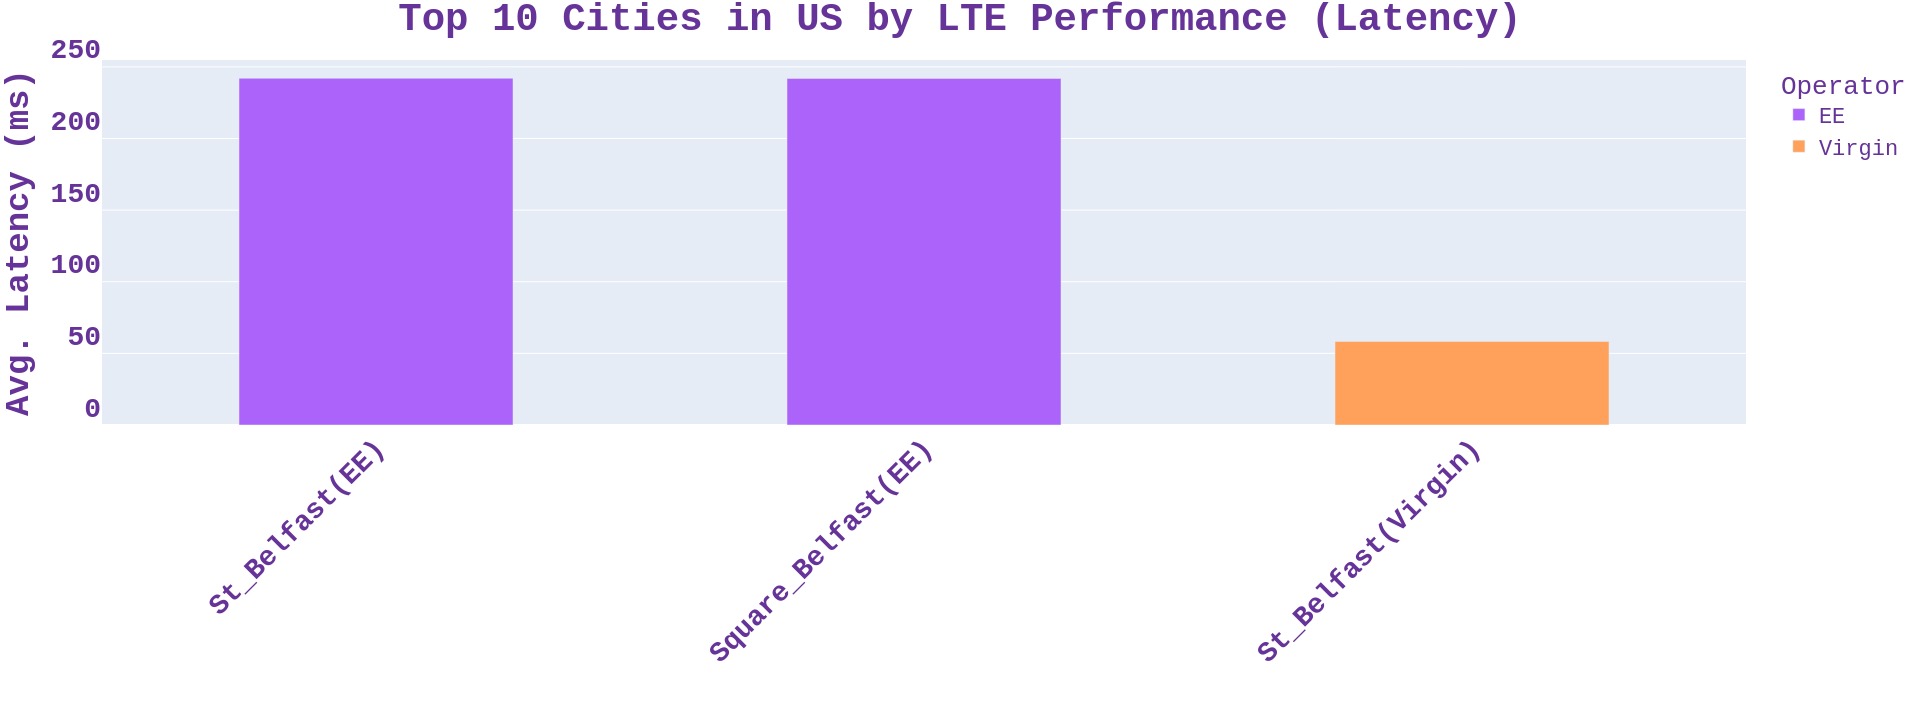 Top 10 Cities in US by LTE Performance (Latency)
Avg. Latency (ms)
250
200
150
100
50
0
St_Belfast(EE)
Square_Belfast(EE)
St_Belfast(Virgin)
Operator
EE
Virgin